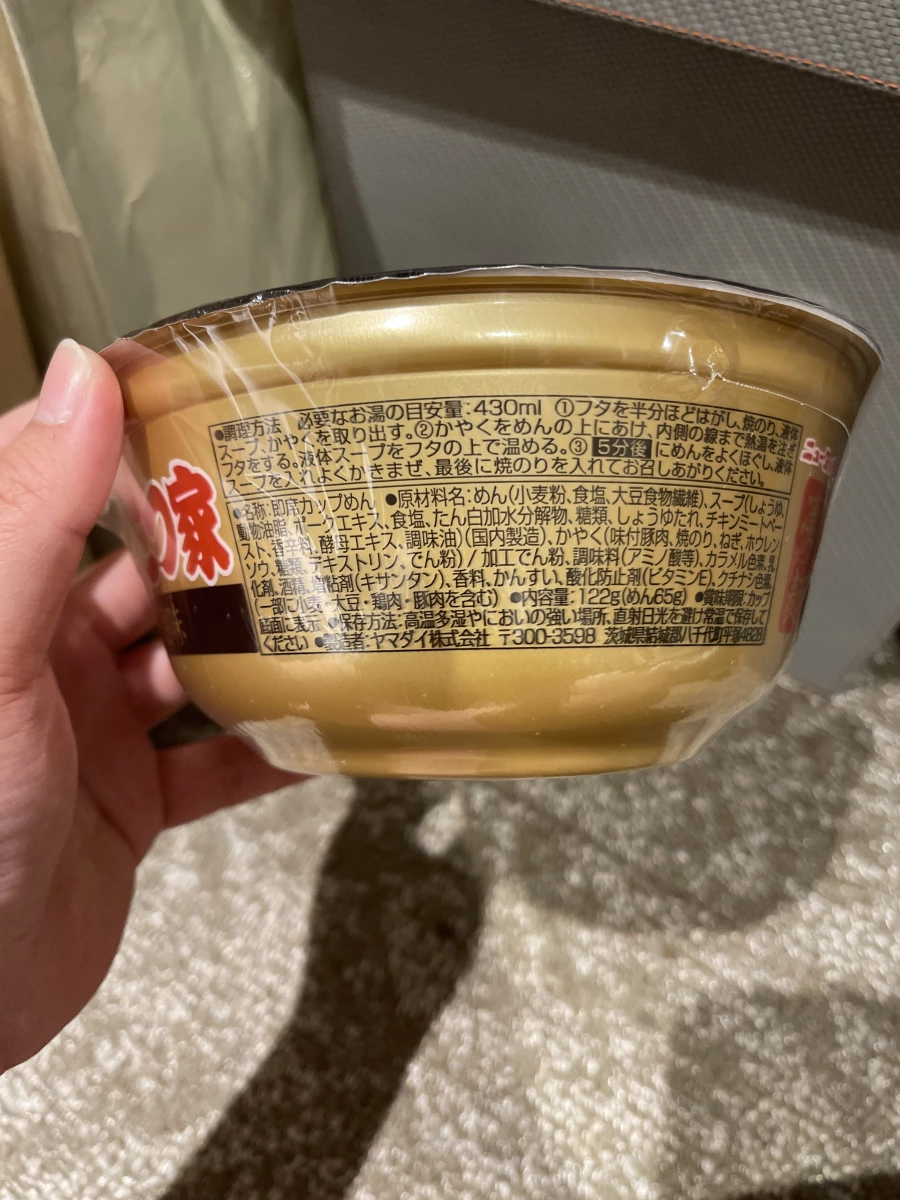 ●調理方法 必要なお湯の目安量:430ml ①フタを半分ほどはがし、焼のり、液体
スープ、かやくを取り出す。②かやくをめんの上にあけ、内側の線まで熱湯を注ぎ
フタをする。液体スープをフタの上で温める。③ 5分後 にめんをよくほぐし、液体
スープを入れよくかきまぜ、最後に焼のりを入れてお召しあがりください。
●名称:即席カップめん ●原材料名:めん(小麦粉、食塩、大豆食物繊維)、スープ(しょうゆ、
動物油脂、ポークエキス、食塩、たん白加水分解物、糖類、しょうゆたれ、チキンミートペー
スト、香辛料、酵母エキス、調味油)(国内製造)、かやく(味付豚肉、焼のり、ねぎ、ホウレン
ソウ、糖類、デキストリン、でん粉)/加工でん粉、調味料(アミノ酸等)、カラメル色素、乳
化剤、酒精、増粘剤(キサンタン)、香料、かんすい、酸化防止剤(ビタミンE)、クチナシ色素、
(一部に小麦・大豆・鶏肉・豚肉を含む) ●内容量:122g(めん65g) ●賞味期限:カップ
底面に表示 ●保存方法:高温多湿やにおいの強い場所、直射日光を避け常温で保存して
ください ●製造者:ヤマダイ株式会社 〒300-3598 茨城県結城郡八千代町平塚4828
家
味
ニュー